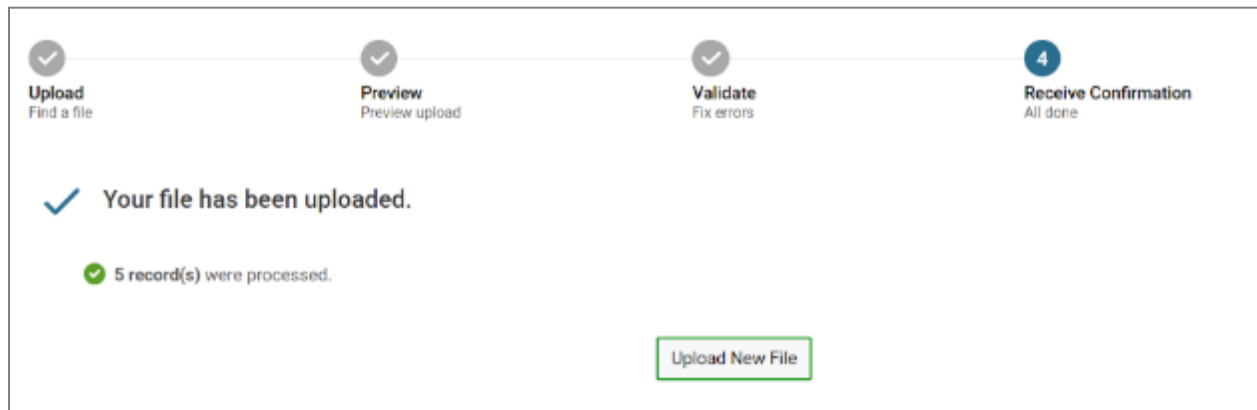 4
Upload
Find a file
Preview
Preview upload
Validate
Fix errors
Receive Confirmation
All done
Your file has been uploaded.
5 record(s) were processed.
Upload New File